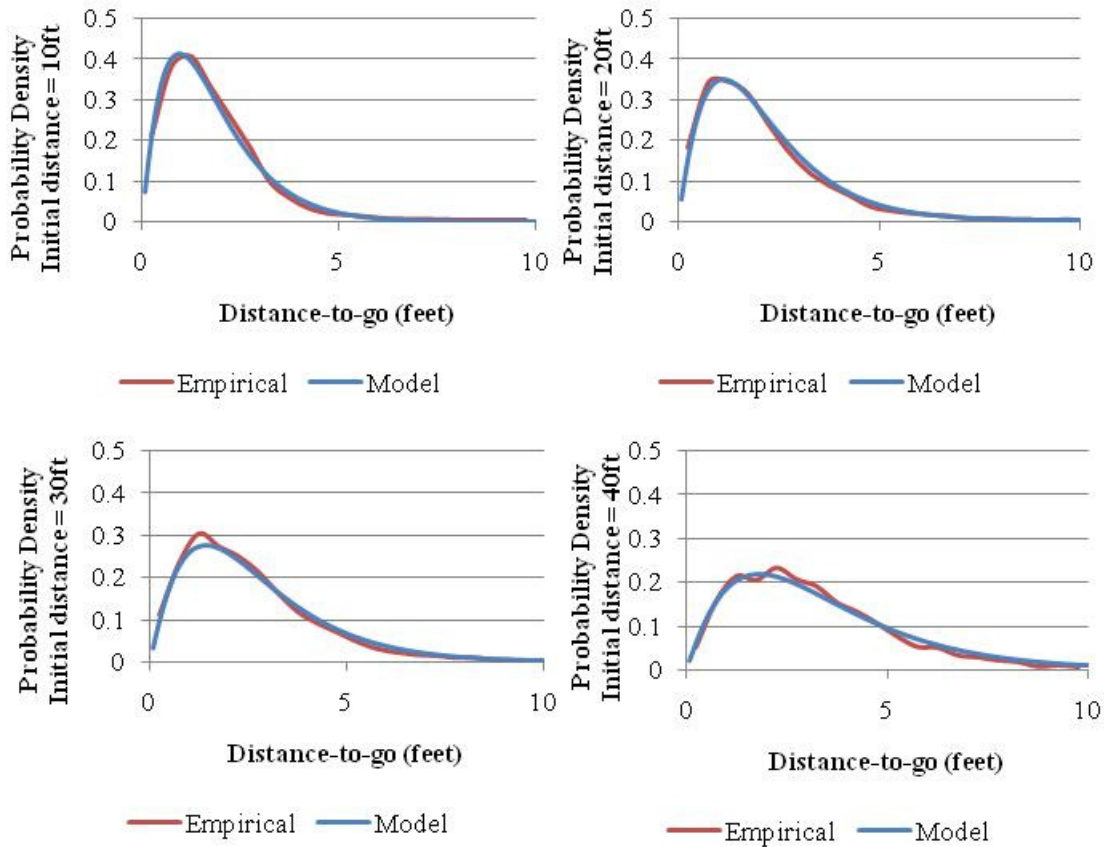 Probability Density
Initial distance = 10ft
0.5
0.4
0.3
0.2
0.1
0
0
5
10
Distance-to-go (feet)
Empirical
Model
Probability Density
Initial distance = 20ft
0.5
0.4
0.3
0.2
0.1
0
0
5
10
Distance-to-go (feet)
Empirical
Model
Probability Density
Initial distance = 30ft
0.5
0.4
0.3
0.2
0.1
0
0
5
10
Distance-to-go (feet)
Empirical
Model
Probability Density
Initial distance = 40ft
0.5
0.4
0.3
0.2
0.1
0
0
5
10
Distance-to-go (feet)
Empirical
Model